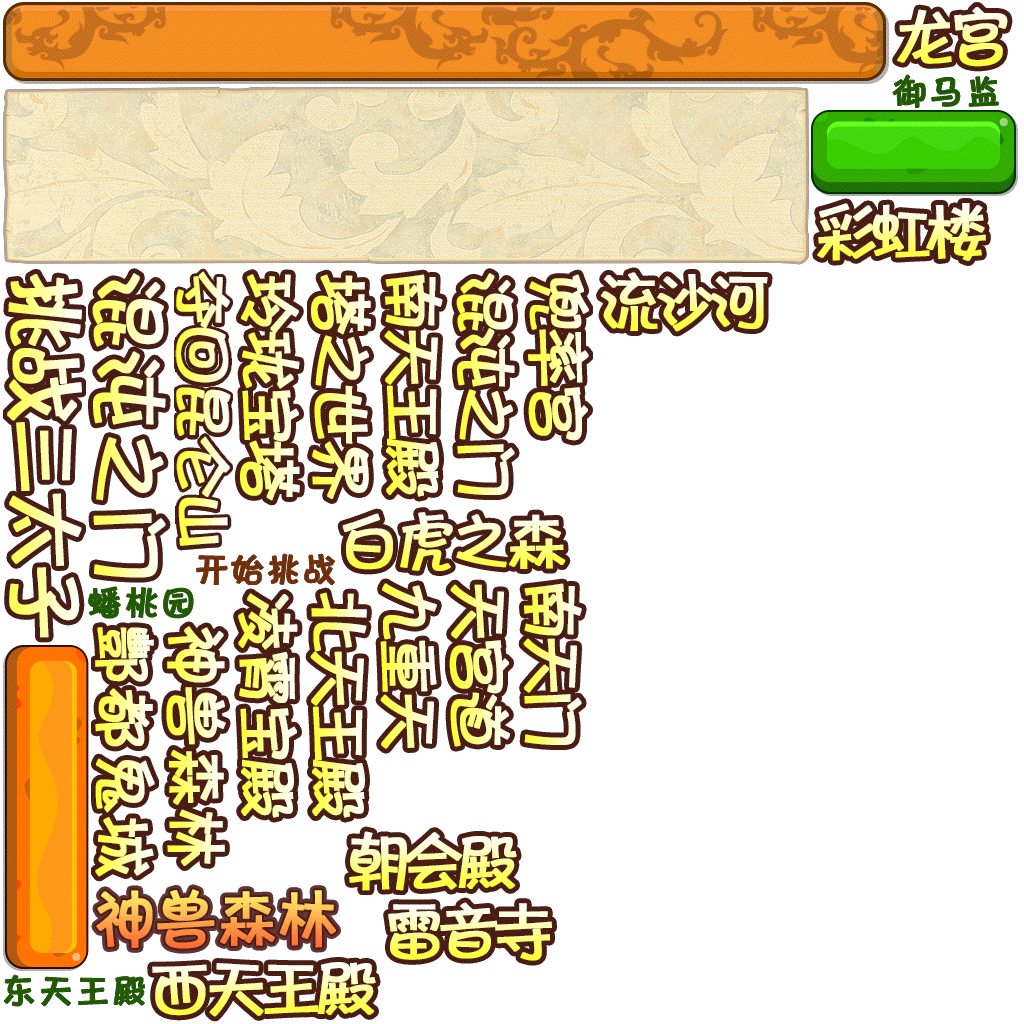 龙宫
御马监
彩虹楼
挑战三太子
混沌之门
夺回昆仑山
玲珑宝塔
塔之世界
南天王殿
混沌之门
兜率宫
流沙河
白虎之森
开始挑战
蟠桃园
酆都鬼城
神兽森林
凌霄宝殿
北天王殿
九重天
天宫道
南天门
朝会殿
神兽森林
雷音寺
东天王殿
西天王殿